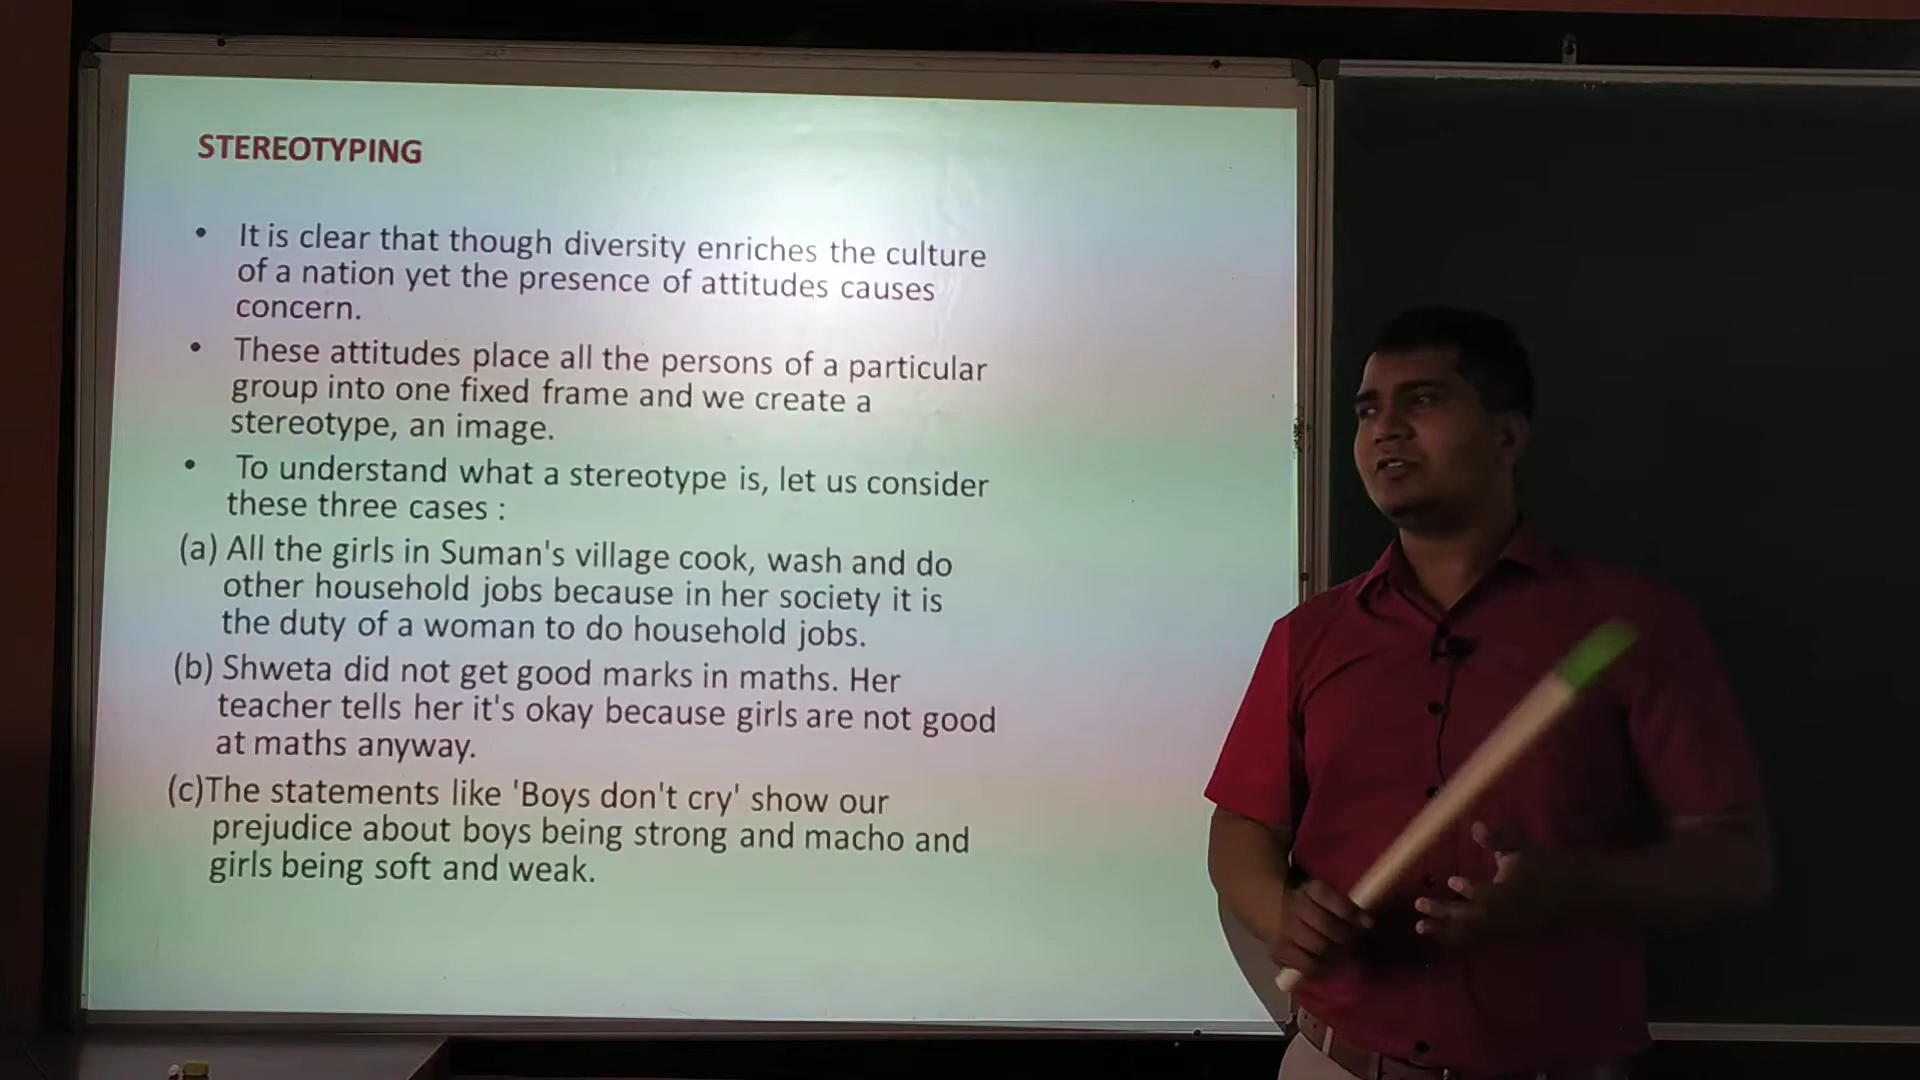 STEREOTYPING
• It is clear that though diversity enriches the culture
of a nation yet the presence of attitudes causes
concern.
• These attitudes place all the persons of a particular
group into one fixed frame and we create a
stereotype, an image.
• To understand what a stereotype is, let us consider
these three cases :
(a) All the girls in Suman's village cook, wash and do
other household jobs because in her society it is
the duty of a woman to do household jobs.
(b) Shweta did not get good marks in maths. Her
teacher tells her it's okay because girls are not good
at maths anyway.
(c)The statements like 'Boys don't cry' show our
prejudice about boys being strong and macho and
girls being soft and weak.